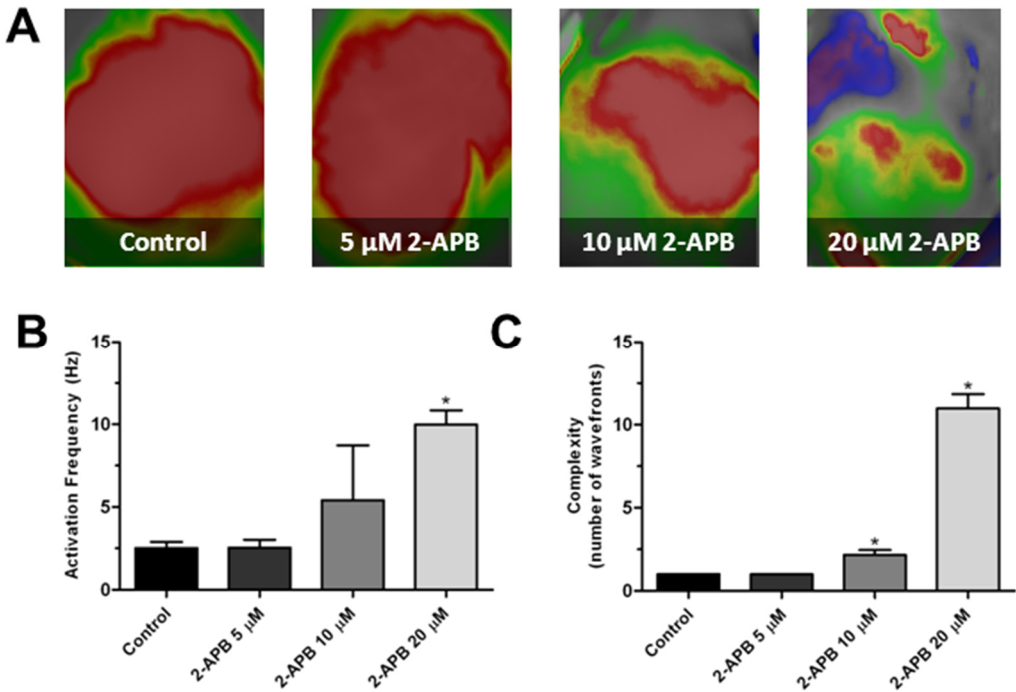 A
Control
5 µM 2-APB
10 µM 2-APB
20 µM 2-APB
B
Activation Frequency (Hz)
15
10
5
0
*
Control
2-APB 5 µM
2-APB 10 µM
2-APB 20 µM
C
Complexity
(number of wavefronts)
15
10
5
0
*
*
Control
2-APB 5 µM
2-APB 10 µM
2-APB 20 µM